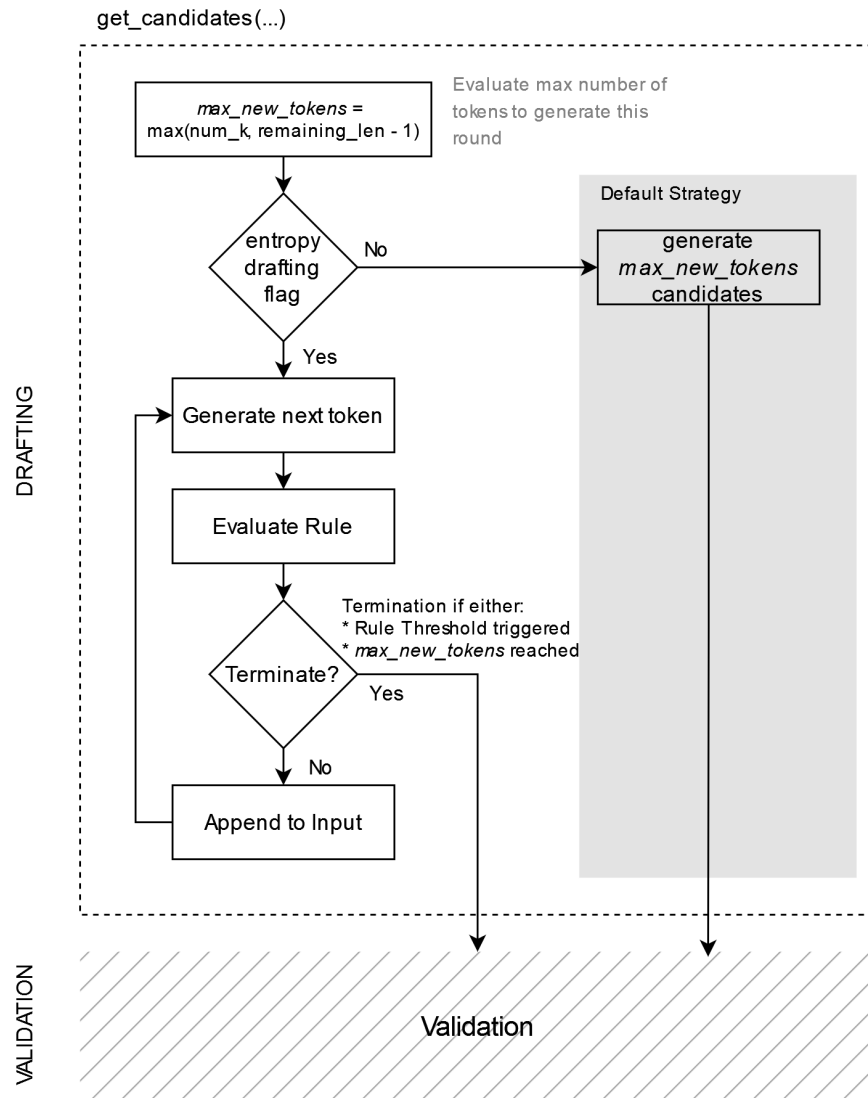 get_candidates(...)
max_new_tokens =
max(num_k, remaining_len - 1)
Evaluate max number of
tokens to generate this
round
Default Strategy
entropy
drafting
flag
No
generate
max_new_tokens
candidates
Yes
Generate next token
DRAFTING
Evaluate Rule
Termination if either:
* Rule Threshold triggered
* max_new_tokens reached
Terminate?
Yes
No
Append to Input
VALIDATION
Validation